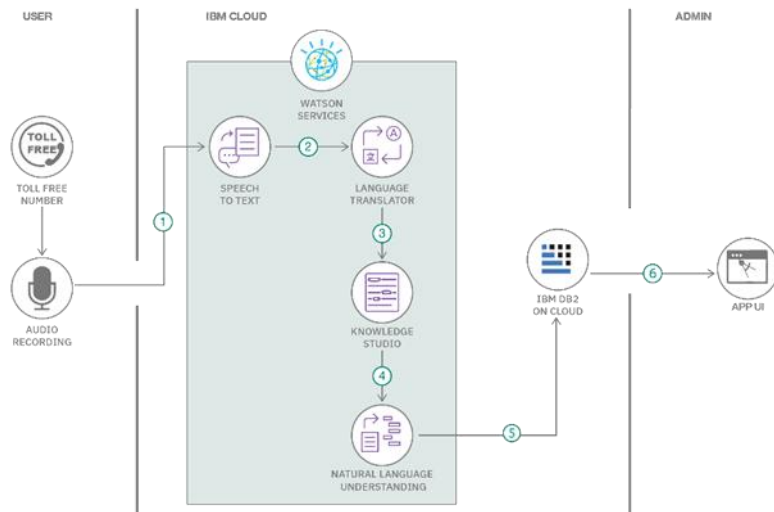 USER
IBM CLOUD
ADMIN
WATSON
SERVICES
TOLL
FREE
TOLL FREE
NUMBER
AUDIO
RECORDING
1
SPEECH
TO TEXT
2
A
文
LANGUAGE
TRANSLATOR
3
KNOWLEDGE
STUDIO
4
NATURAL LANGUAGE
UNDERSTANDING
5
IBM DB2
ON CLOUD
6
APP UI